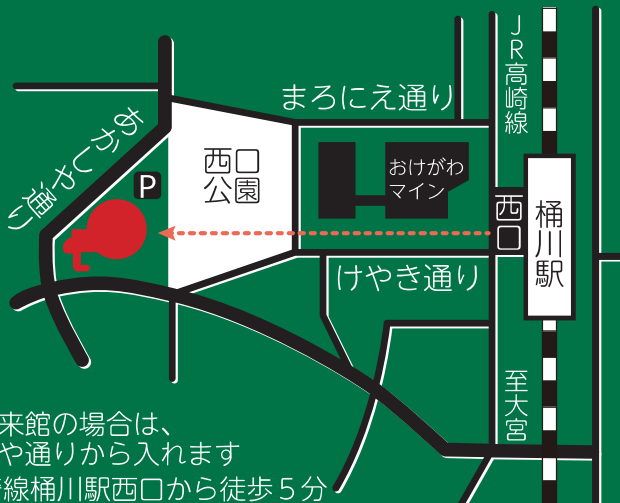 JR高崎線
まろにえ通り
あかしや通り
P
西口
公園
おけがわ
マイン
西口
桶川駅
けやき通り
至大宮
来館の場合は、
や通りから入れます
線桶川駅西口から徒歩5分